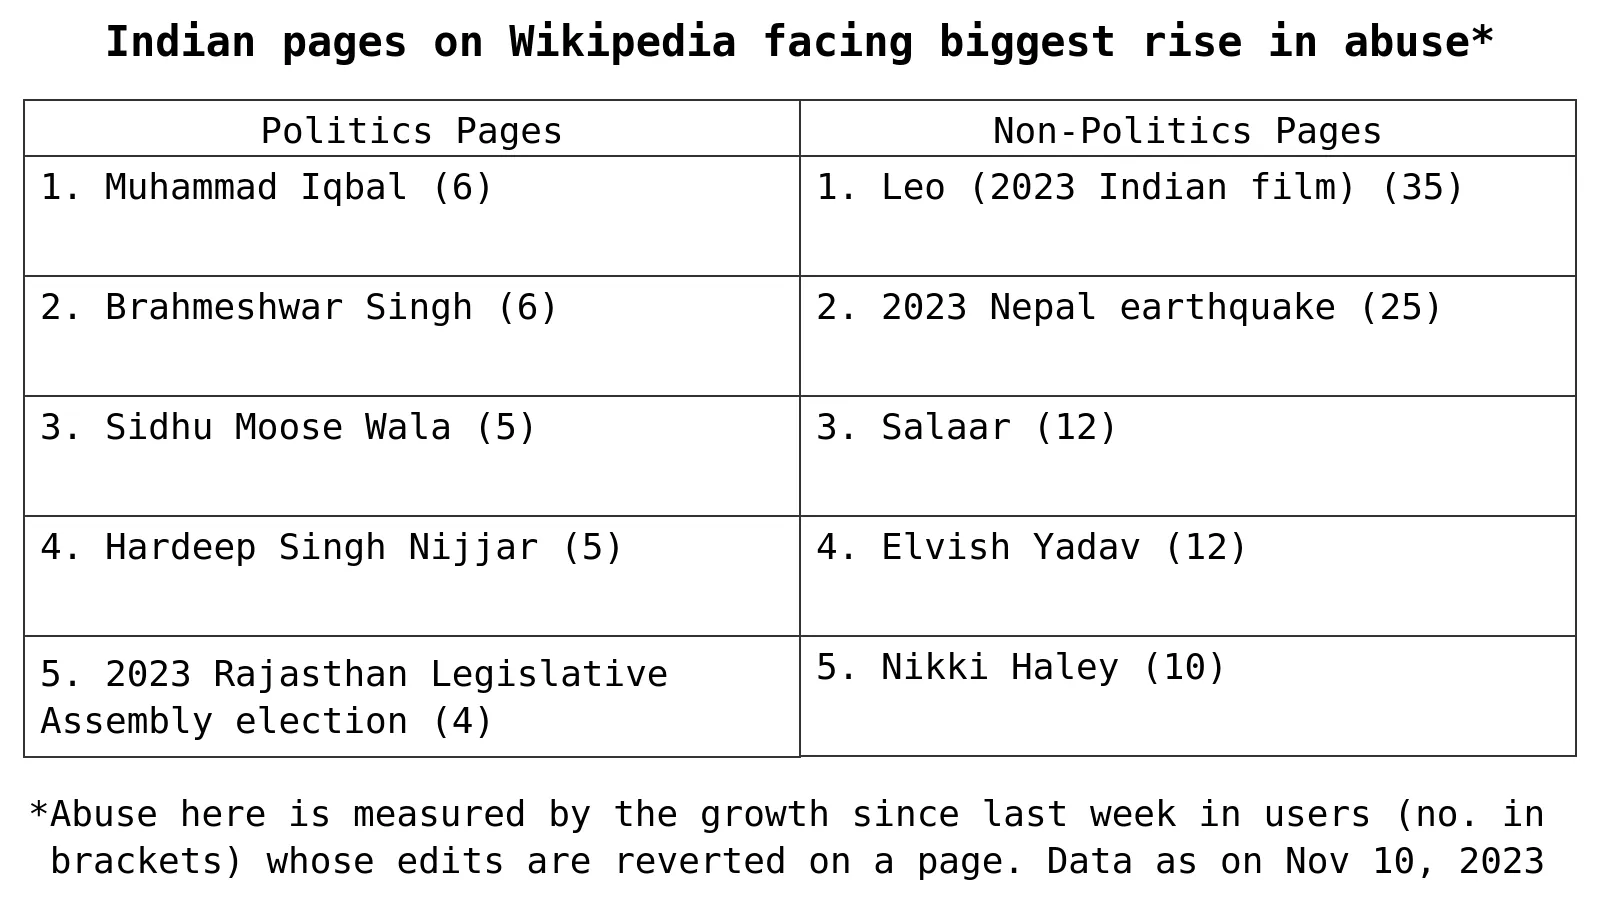 Indian pages on Wikipedia facing biggest rise in abuse*
Politics Pages
Non-Politics Pages
1. Muhammad Iqbal (6)
1. Leo (2023 Indian film) (35)
2. Brahmeshwar Singh (6)
2. 2023 Nepal earthquake (25)
3. Sidhu Moose Wala (5)
3. Salaar (12)
4. Hardeep Singh Nijjar (5)
4. Elvish Yadav (12)
5. 2023 Rajasthan Legislative
Assembly election (4)
5. Nikki Haley (10)
*Abuse here is measured by the growth since last week in users (no. in
brackets) whose edits are reverted on a page. Data as on Nov 10, 2023